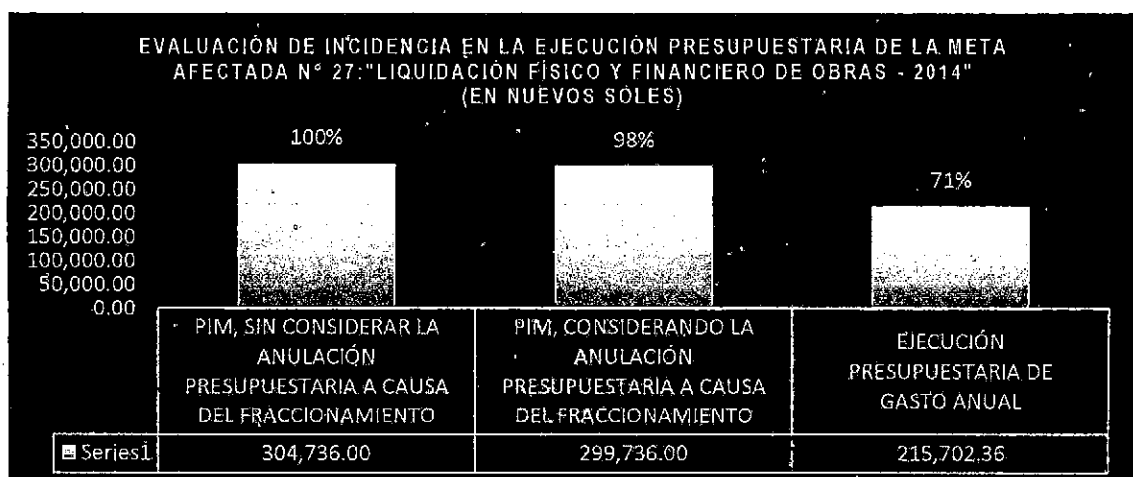 EVALUACIÓN DE INCIDENCIA EN LA EJECUCIÓN PRESUPUESTARIA DE LA META
AFECTADA N° 27:"LIQUIDACIÓN FÍSICO Y FINANCIERO DE OBRAS - 2014"
(EN NUEVOS SOLES)
350,000.00
300,000.00
250,000.00
200,000.00
150,000.00
100,000.00
50,000.00
0.00
100%
98%
71%
PIM, SIN CONSIDERAR LA
ANULACIÓN
PRESUPUESTARIA A CAUSA
DEL FRACCIONAMIENTO
PIM, CONSIDERANDO LA
ANULACIÓN
PRESUPUESTARIA A CAUSA
DEL FRACCIONAMIENTO
EJECUCIÓN
PRESUPUESTARIA DE
GASTO ANUAL
Series1
304,736.00
299,736.00
215,702.36